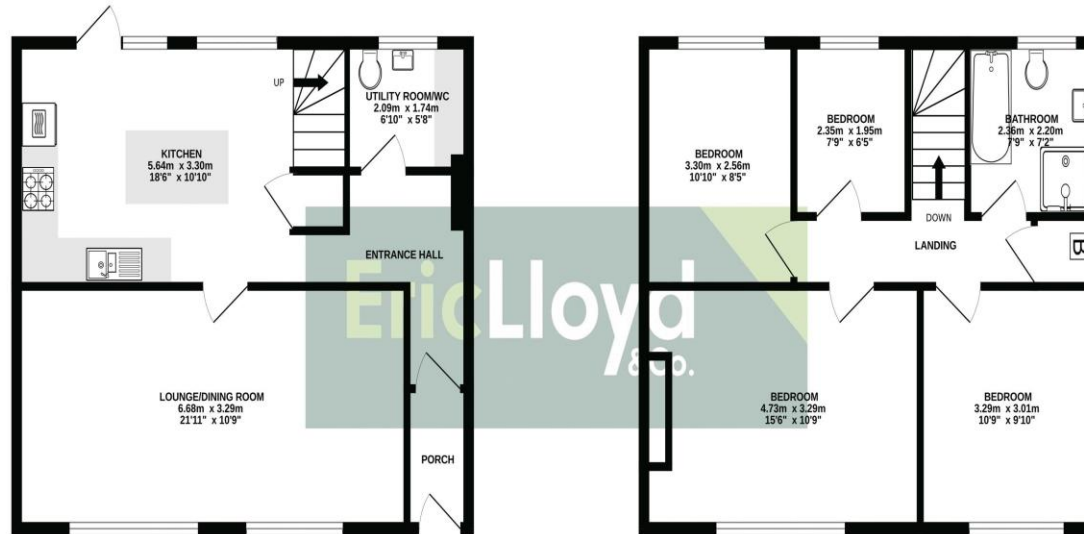 UP
UTILITY ROOM/WC
2.09m x 1.74m
6'10" x 5'8"
KITCHEN
5.64m x 3.30m
18'6" x 10'10"
ENTRANCE HALL
LOUNGE/DINING ROOM
6.68m x 3.29m
21'11" x 10'9"
PORCH
EricLloyd
&Co.
BEDROOM
3.30m x 2.56m
10'10" x 8'5"
BEDROOM
2.35m x 1.95m
7'9" x 6'5"
BATHROOM
2.36m x 2.20m
7'9" x 7'2"
DOWN
LANDING
B
BEDROOM
4.73m x 3.29m
15'6" x 10'9"
BEDROOM
3.29m x 3.01m
10'9" x 9'10"